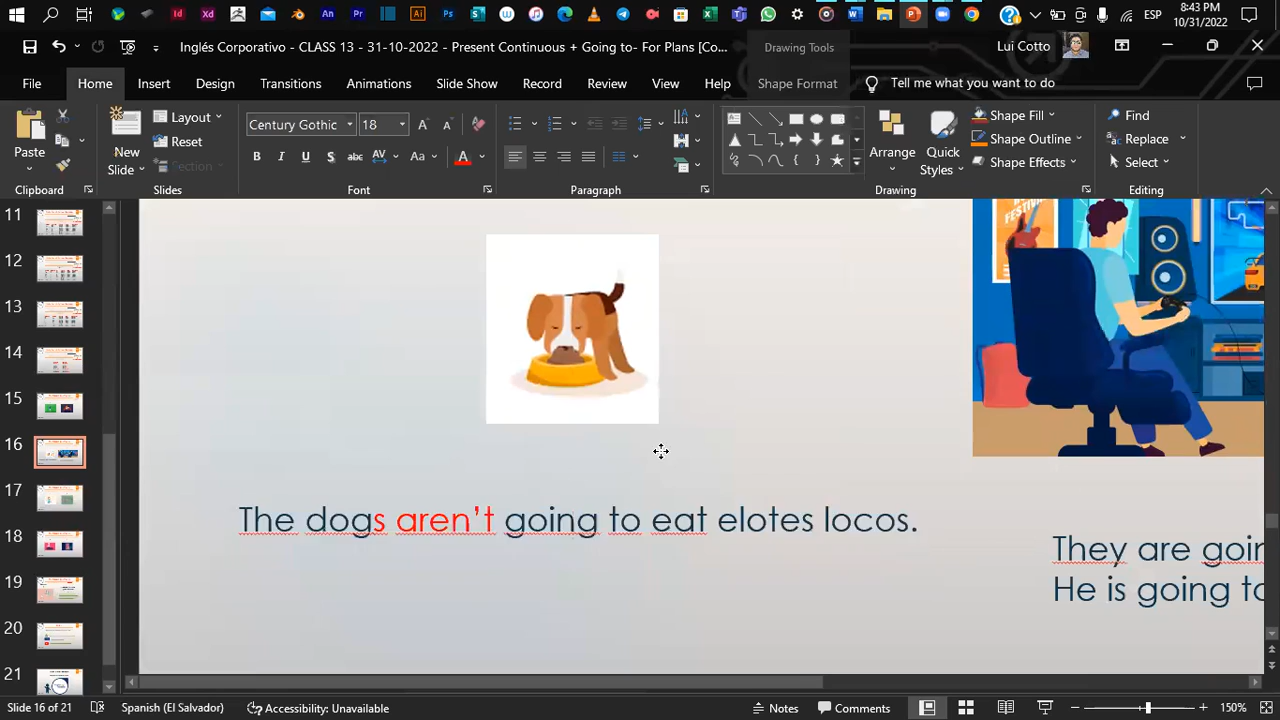 8:43 PM
ESP
10/31/2022
Inglés Corporativo - CLASS 13 - 31-10-2022 - Present Continuous + Going to- For Plans [Co...
Drawing Tools
Lui Cotto
File
Home
Insert
Design
Transitions
Animations
Slide Show
Record
Review
View
Help
Shape Format
Tell me what you want to do
Paste
New
Slide
Layout
Reset
Section
Century Gothic
18
Arrange
Quick
Styles
Shape Fill
Shape Outline
Shape Effects
Find
Replace
Select
Clipboard
Slides
Font
Paragraph
Drawing
Editing
11
12
13
14
15
16
17
18
19
20
21
The dogs aren't going to eat elotes locos.
They are goin
He is going to
Slide 16 of 21
Spanish (El Salvador)
Accessibility: Unavailable
Notes
Comments
150%